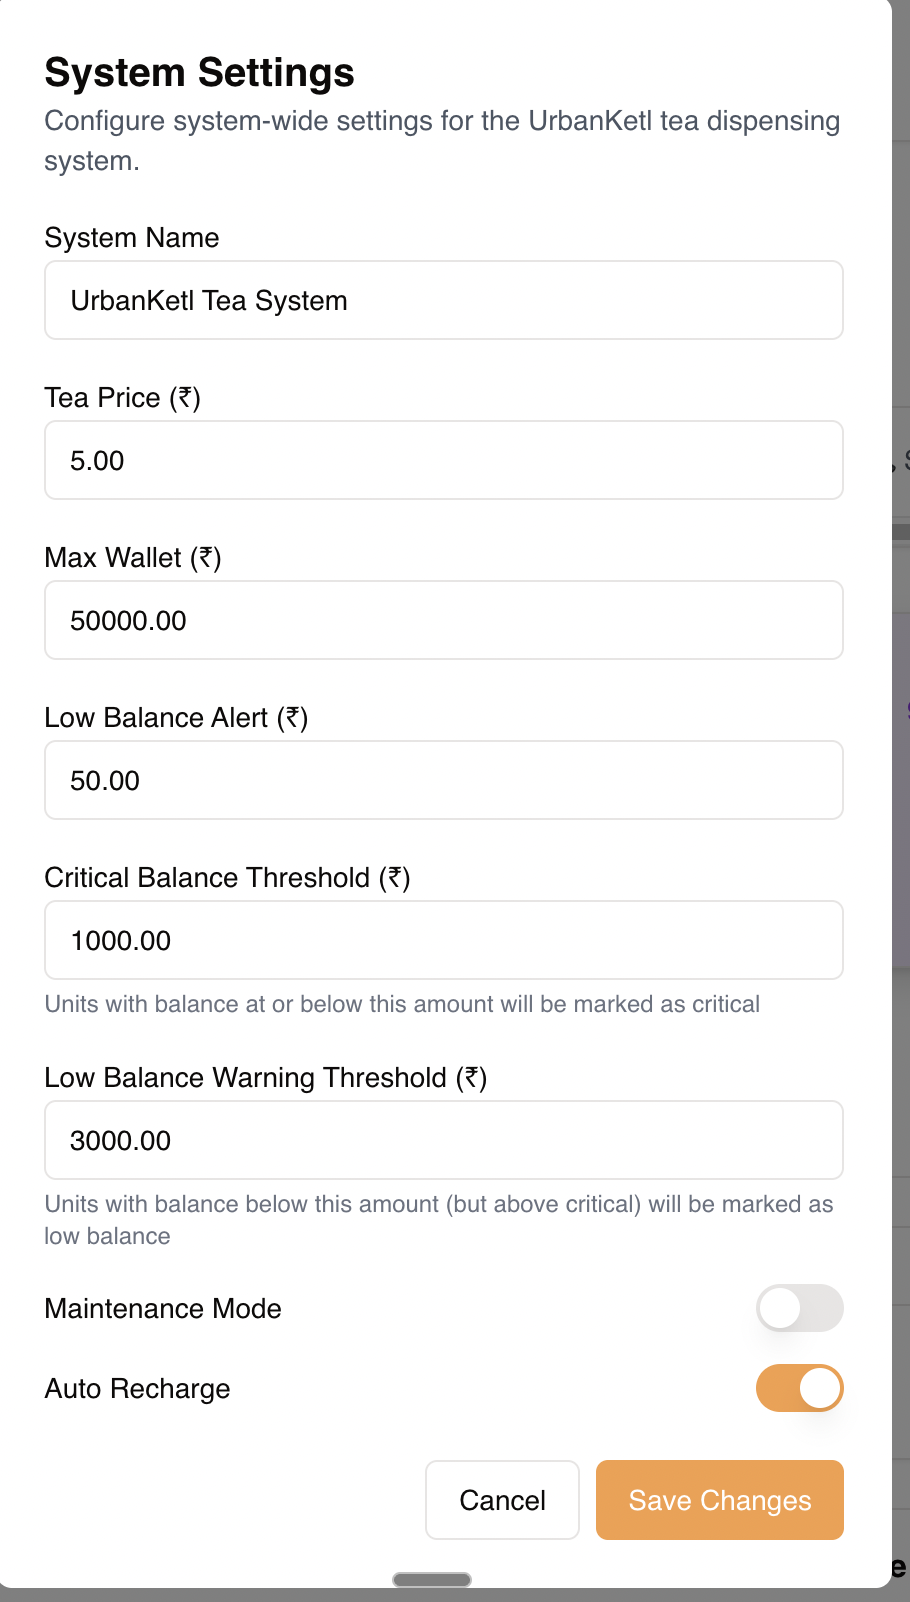 System Settings
Configure system-wide settings for the UrbanKetl tea dispensing
system.
System Name
UrbanKetl Tea System
Tea Price (₹)
5.00
Max Wallet (₹)
50000.00
Low Balance Alert (₹)
50.00
Critical Balance Threshold (₹)
1000.00
Units with balance at or below this amount will be marked as critical
Low Balance Warning Threshold (₹)
3000.00
Units with balance below this amount (but above critical) will be marked as
low balance
Maintenance Mode
Auto Recharge
Cancel
Save Changes